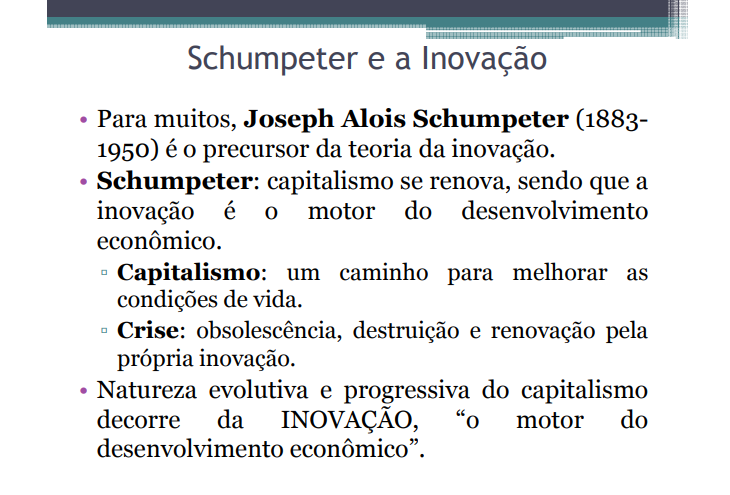 Schumpeter e a Inovação
• Para muitos, Joseph Alois Schumpeter (1883-
1950) é o precursor da teoria da inovação.
• Schumpeter: capitalismo se renova, sendo que a
inovação é o motor do desenvolvimento
econômico.
▫ Capitalismo: um caminho para melhorar as
condições de vida.
▫ Crise: obsolescência, destruição e renovação pela
própria inovação.
• Natureza evolutiva e progressiva do capitalismo
decorre da INOVAÇÃO, “o motor do
desenvolvimento econômico”.